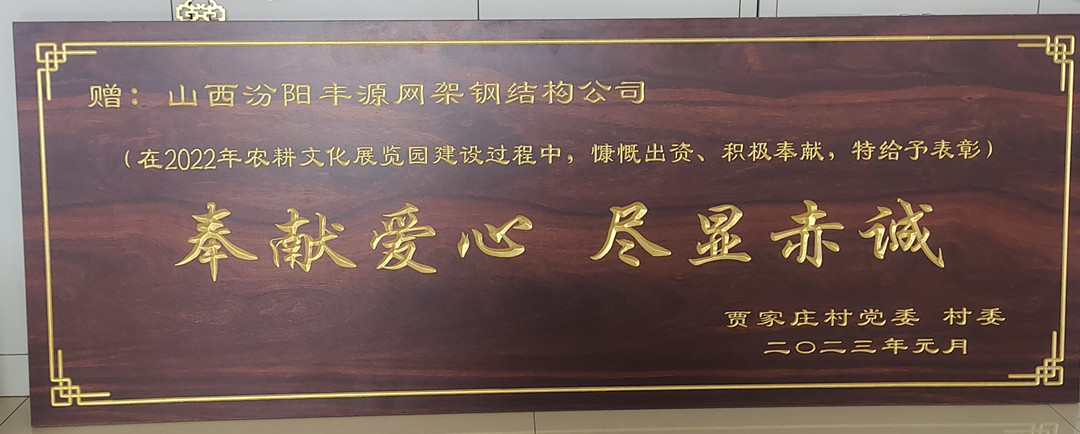 赠：山西汾阳丰源网架钢结构公司
（在2022年农耕文化展览园建设过程中，慷慨出资、积极奉献，特给予表彰）
奉献爱心 尽显赤诚
贾家庄村党委 村委
二〇二三年元月